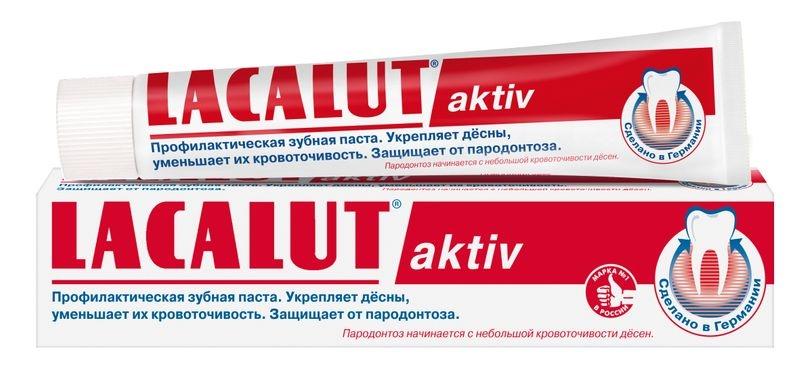 LACALUT® aktiv
Профилактическая зубная паста. Укрепляет дёсны,
уменьшает их кровоточивость. Защищает от пародонтоза.
Пародонтоз начинается с небольшой кровоточивости дёсен.
Сделано в Германии
LACALUT® aktiv
Профилактическая зубная паста. Укрепляет дёсны,
уменьшает их кровоточивость. Защищает от пародонтоза.
Пародонтоз начинается с небольшой кровоточивости дёсен.
МАРКА №1
В РОССИИ
Сделано в Германии